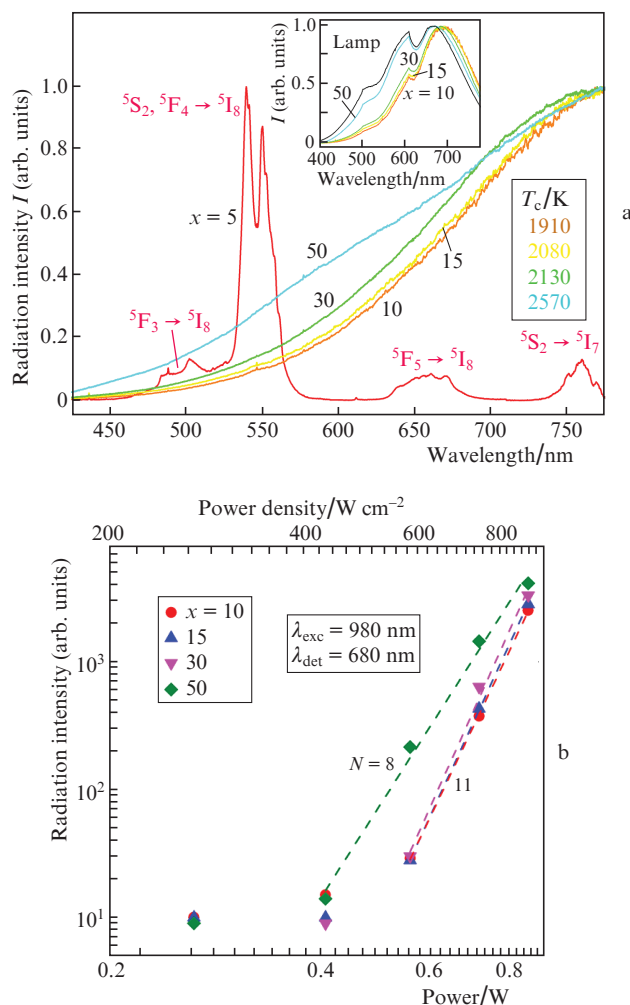 Radiation intensity I (arb. units)
1.0
0.8
0.6
0.4
0.2
0
450
500
550
600
650
700
750
Wavelength/nm
⁵S₂, ⁵F₄ → ⁵I₈
x = 5
⁵F₃ → ⁵I₈
⁵F₅ → ⁵I₈
⁵S₂ → ⁵I₇
50
30
10
15
I (arb. units)
1.0
0.5
0
Lamp
50
30
15
x = 10
400
500
600
700
Wavelength/nm
T_c/K
1910
2080
2130
2570
a
Power density/W cm⁻²
200
300
400
600
800
Radiation intensity (arb. units)
10³
10²
10¹
x = 10
15
30
50
λ_exc = 980 nm
λ_det = 680 nm
N = 8
11
b
0.2
0.4
0.6
0.8
Power/W